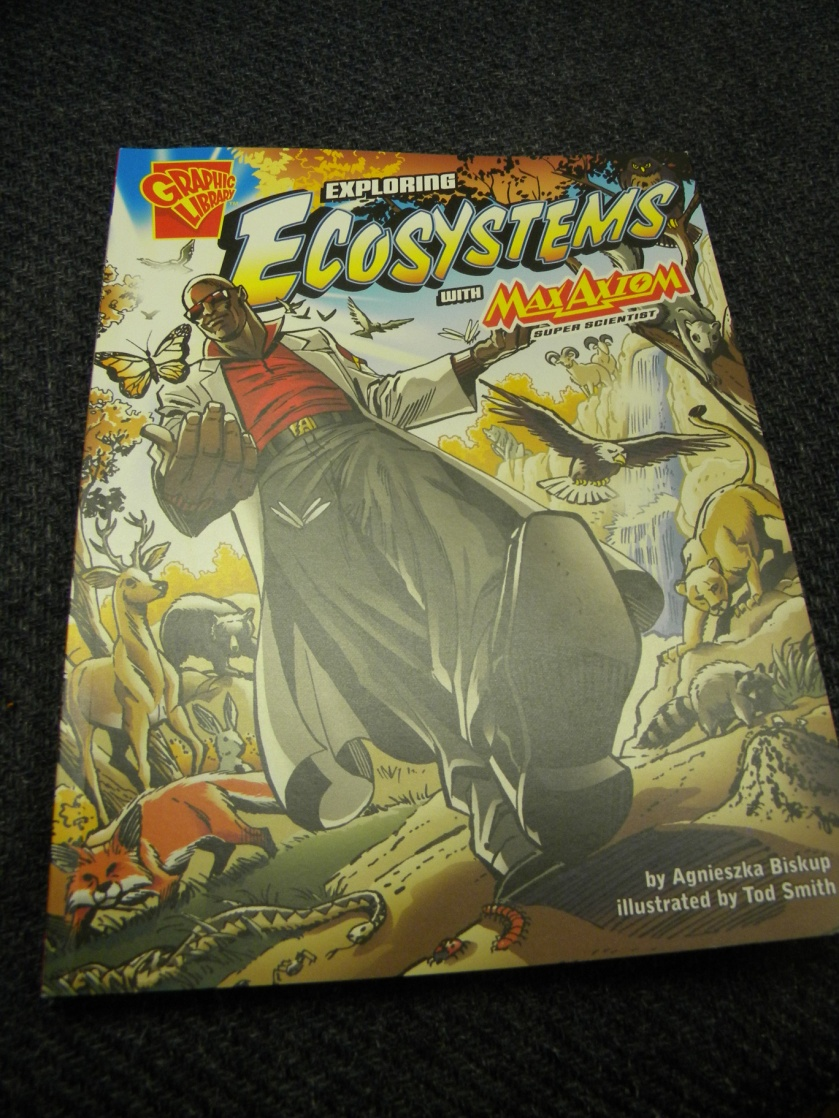 GRAPHIC
LIBRARY
EXPLORING
ECOSYSTEMS
WITH
MAX AXIOM
SUPER SCIENTIST
by Agnieszka Biskup
illustrated by Tod Smith